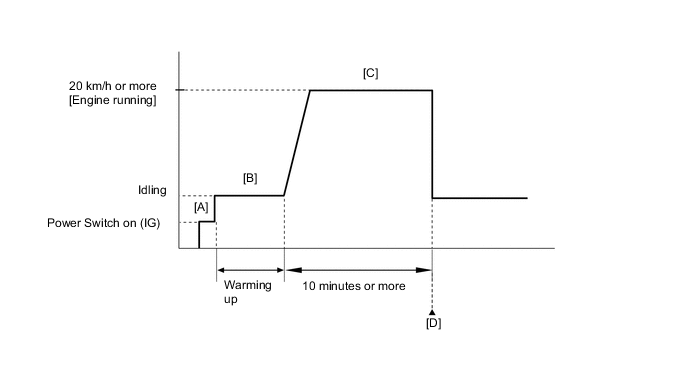 [C]
20 km/h or more
[Engine running]
[B]
Idling
[A]
Power Switch on (IG)
Warming
up
10 minutes or more
[D]